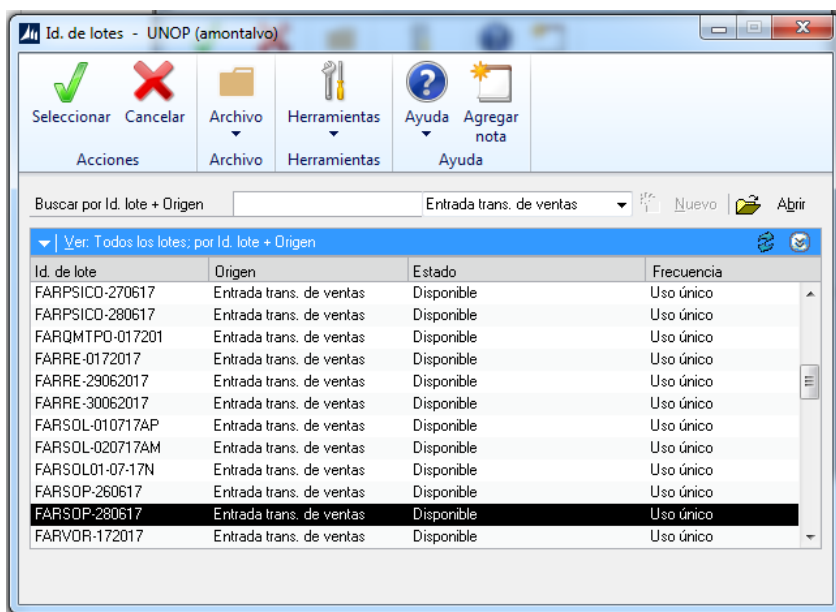 Id. de lotes - UNOP (amontalvo)
Seleccionar Cancelar Archivo Herramientas Ayuda Agregar nota
Acciones Archivo Herramientas Ayuda
Buscar por Id. lote + Origen Entrada trans. de ventas Nuevo Abrir
Ver: Todos los lotes; por Id. lote + Origen
Id. de lote Origen Estado Frecuencia
FARPSICO-270617 Entrada trans. de ventas Disponible Uso único
FARPSICO-280617 Entrada trans. de ventas Disponible Uso único
FARQMTPO-017201 Entrada trans. de ventas Disponible Uso único
FARRE-0172017 Entrada trans. de ventas Disponible Uso único
FARRE-29062017 Entrada trans. de ventas Disponible Uso único
FARRE-30062017 Entrada trans. de ventas Disponible Uso único
FARSOL-010717AP Entrada trans. de ventas Disponible Uso único
FARSOL-020717AM Entrada trans. de ventas Disponible Uso único
FARSOL01-07-17N Entrada trans. de ventas Disponible Uso único
FARSOP-260617 Entrada trans. de ventas Disponible Uso único
FARSOP-280617 Entrada trans. de ventas Disponible Uso único
FARVOR-172017 Entrada trans. de ventas Disponible Uso único